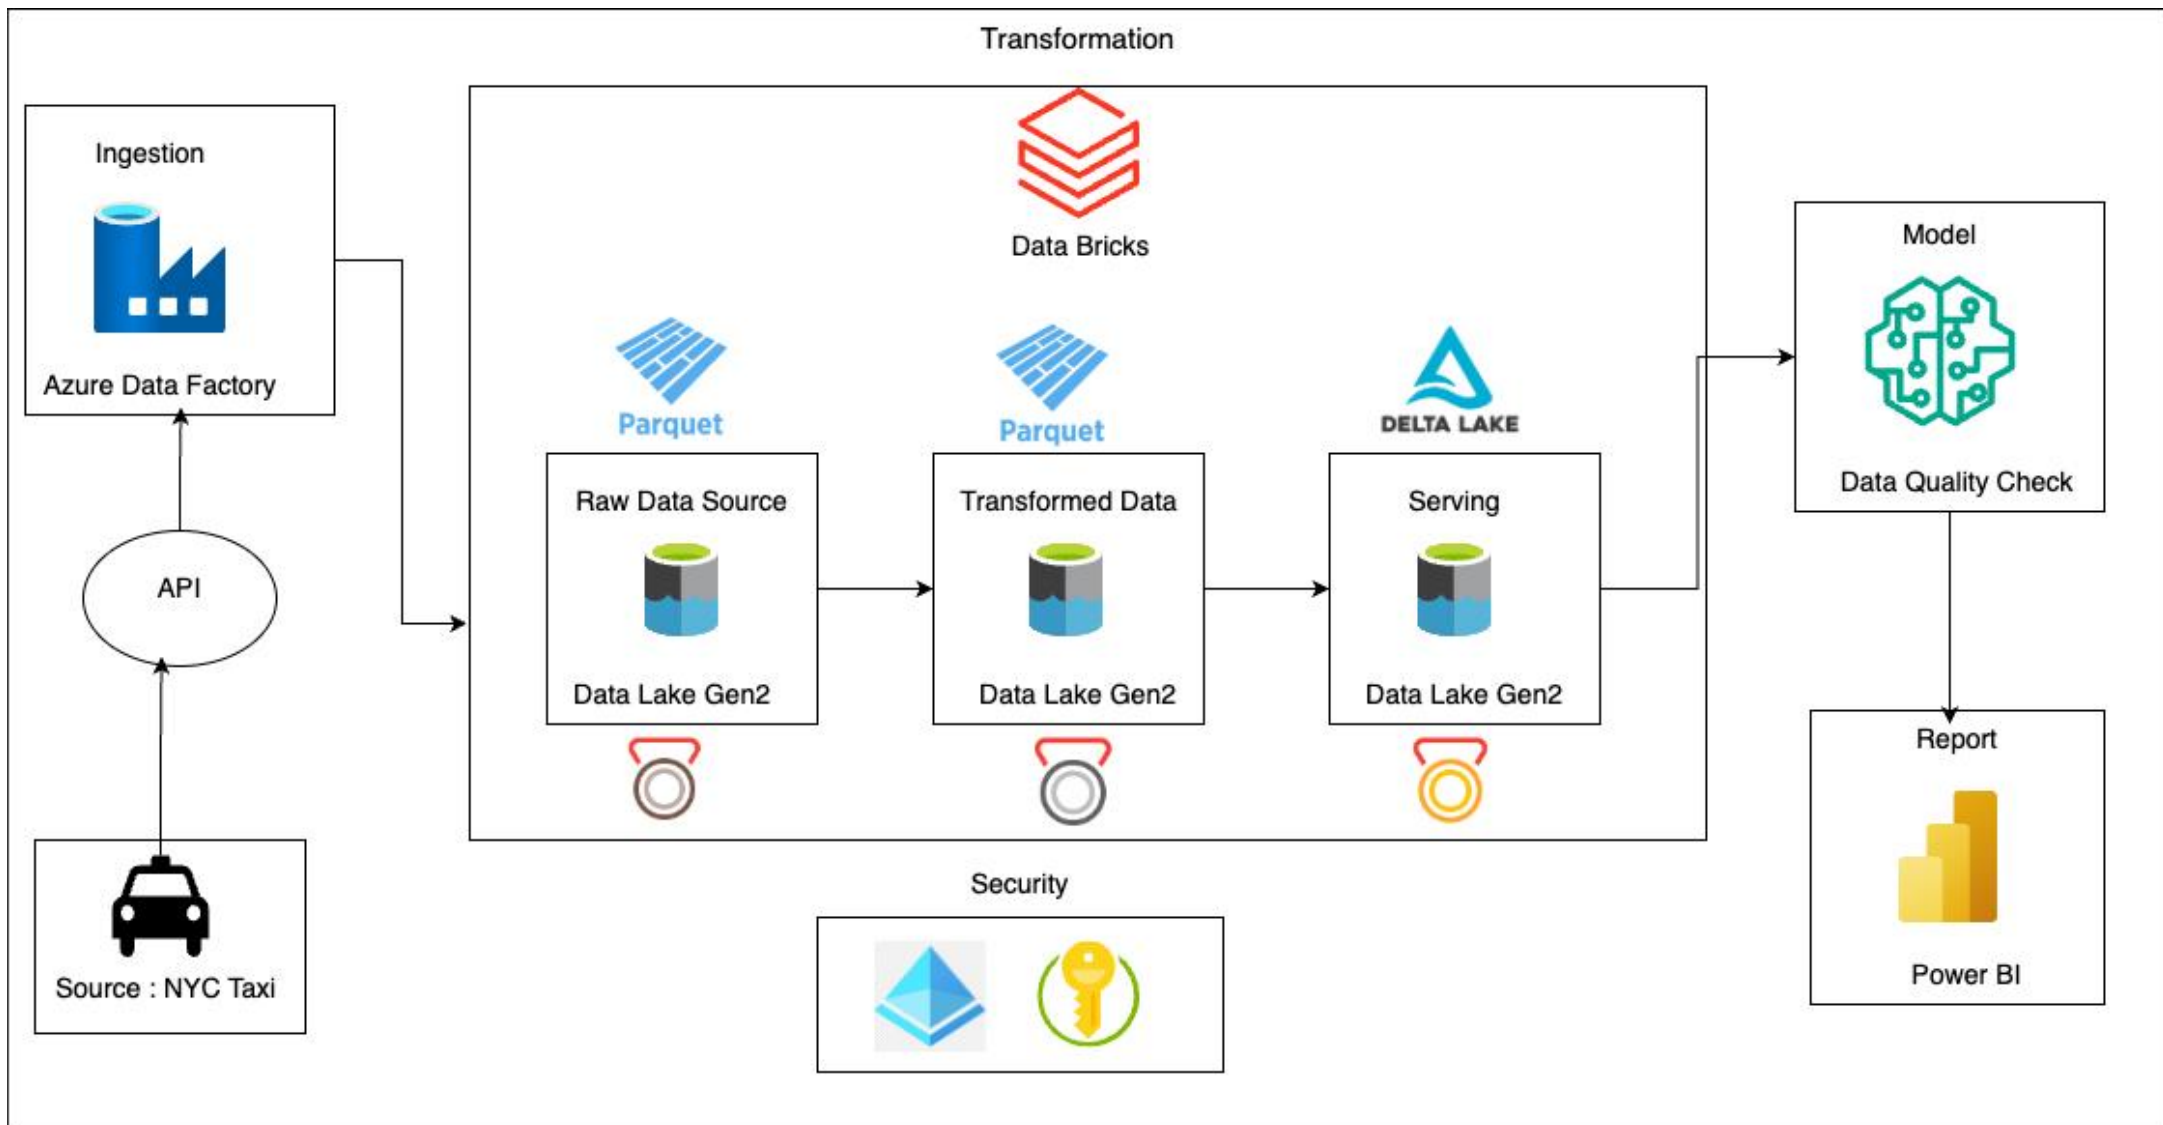 Transformation
Ingestion
Azure Data Factory
API
Source : NYC Taxi
Data Bricks
Parquet
Raw Data Source
Data Lake Gen2
Parquet
Transformed Data
Data Lake Gen2
DELTA LAKE
Serving
Data Lake Gen2
Security
Model
Data Quality Check
Report
Power BI